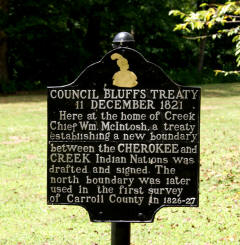 COUNCIL BLUFFS TREATY
11 DECEMBER 1821
Here at the home of Creek
Chief Wm. McIntosh, a treaty
establishing a new boundary
between the CHEROKEE and
CREEK Indian Nations was
drafted and signed. The
north boundary was later
used in the first survey
of Carroll County in 1826-27